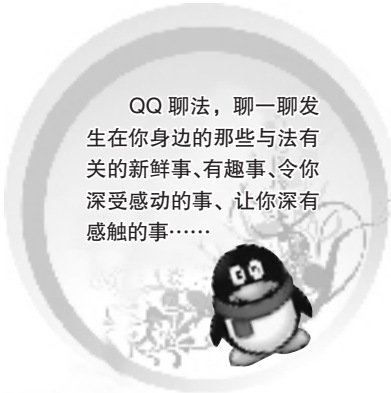 QQ 聊法，聊一聊发
生在你身边的那些与法有
关的新鲜事、有趣事、令你
深受感动的事、让你深有
感触的事……